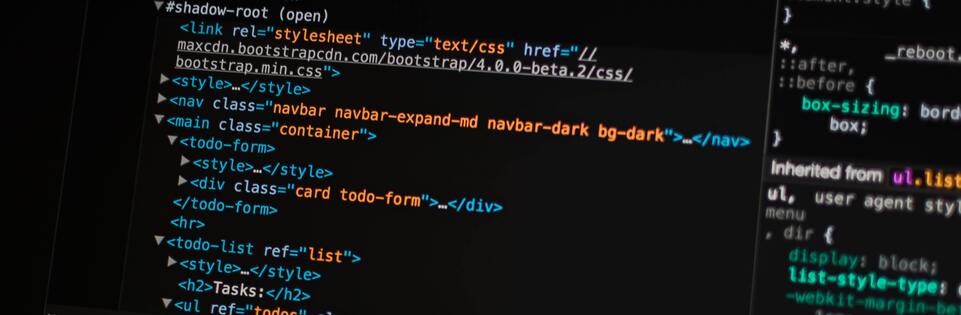 #shadow-root (open)
<link rel="stylesheet" type="text/css" href="//
maxcdn.bootstrapcdn.com/bootstrap/4.0.0-beta.2/css/
bootstrap.min.css">
<style>…</style>
<nav class="navbar navbar-expand-md navbar-dark bg-dark">…</nav>
<main class="container">
<todo-form>
<style>…</style>
<div class="card todo-form">…</div>
</todo-form>
<hr>
<todo-list ref="list">
<style>…</style>
<h2>Tasks:</h2>
<ul ref="todos"
{
}
*, _reboot.
::after,
::before {
box-sizing: bord
box;
}
Inherited from ul.list
ul, user agent styl
menu
, dir {
display: block;
list-style-type:
-webkit-margin-be